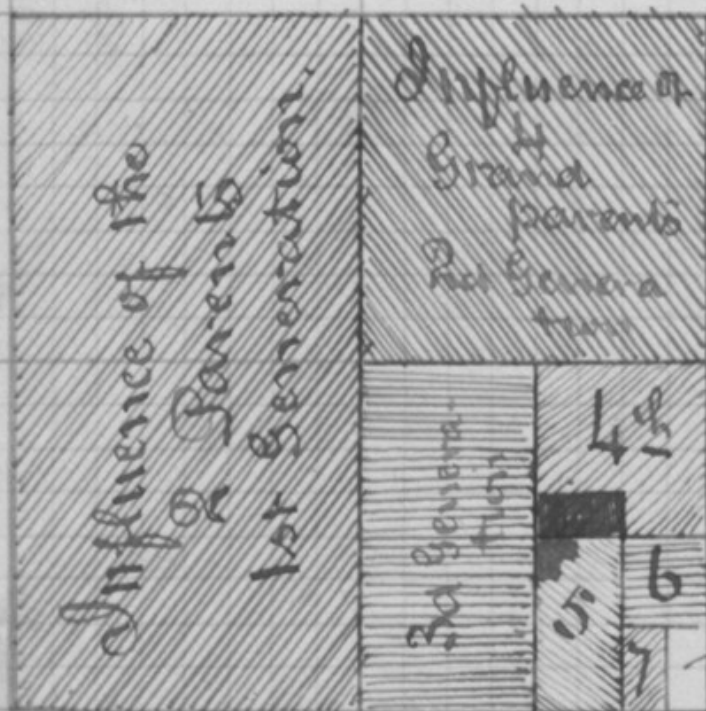 Influence of the
2 Parents
1st Generation.
Influence of
4
Grand
parents
2nd Genera
tion
3d Genera-
tion
4th
5
6
7